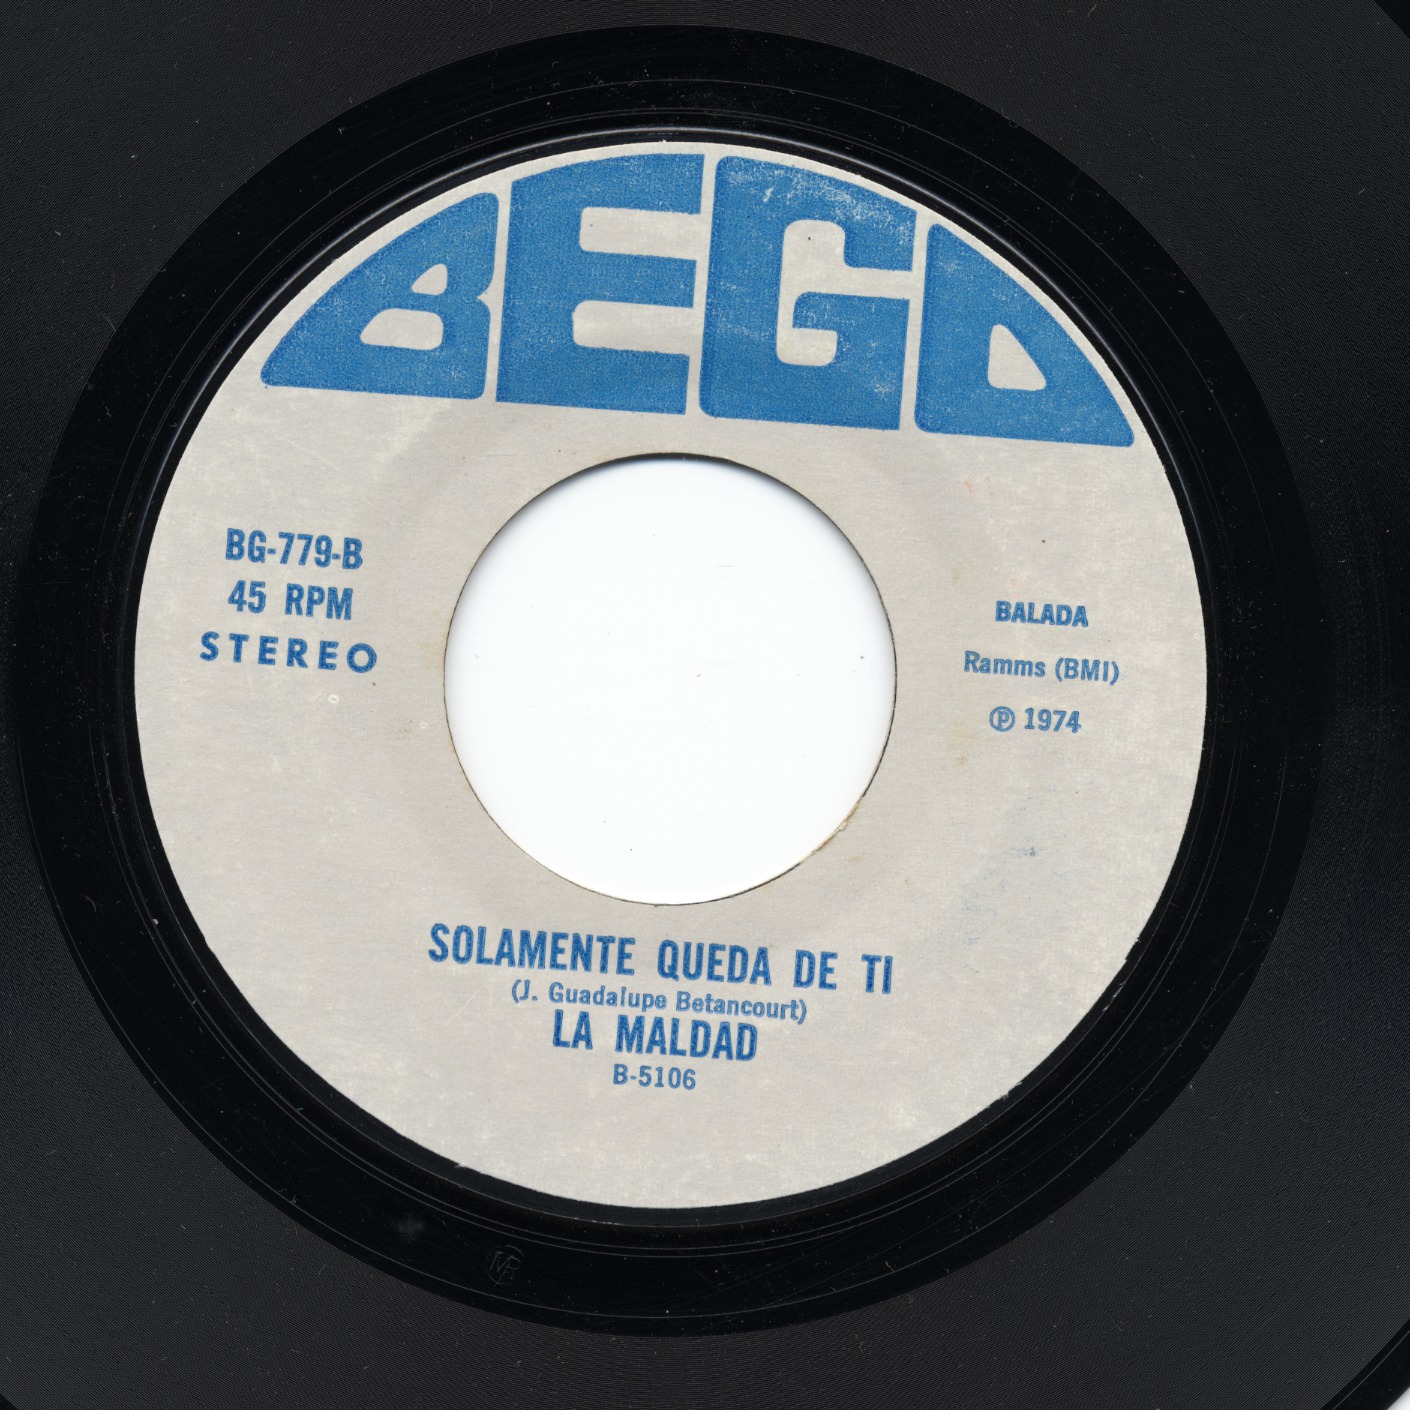 BEGO
BG-779-B
45 RPM
STEREO
BALADA
Ramms (BMI)
Ⓟ 1974
SOLAMENTE QUEDA DE TI
(J. Guadalupe Betancourt)
LA MALDAD
B-5106